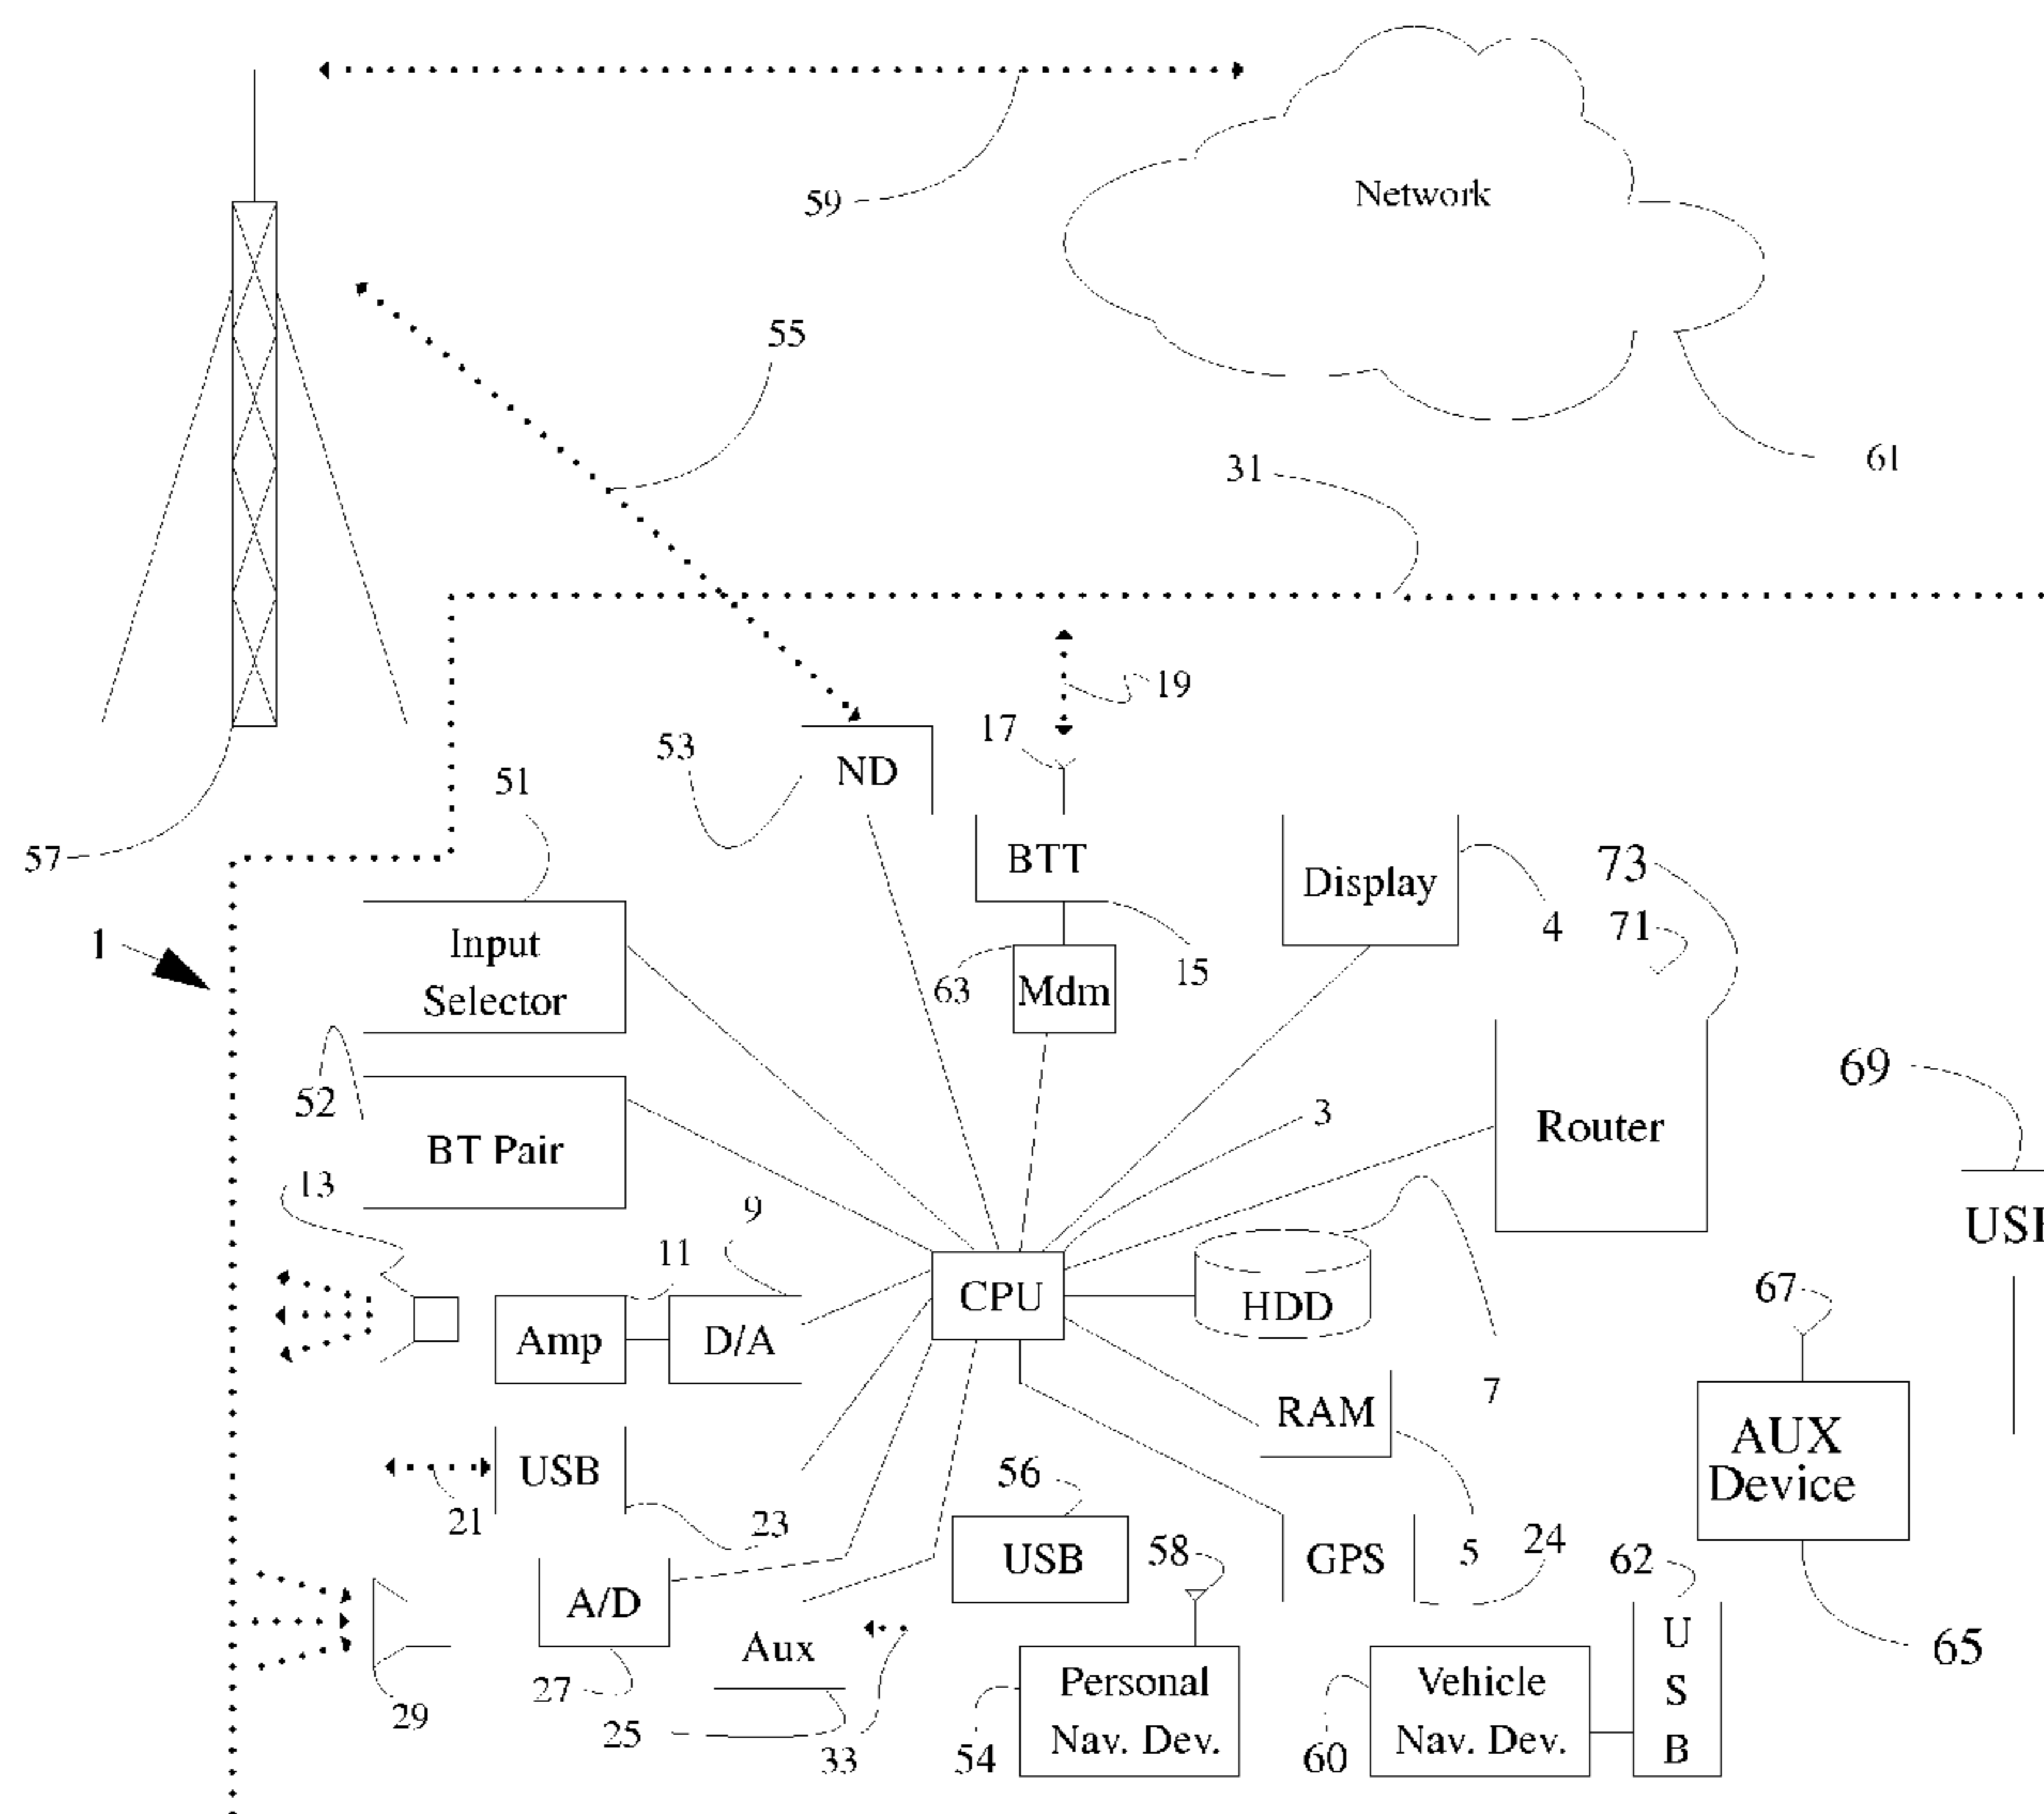 59
Network
55
31
61
19
17
53
ND
51
57
BTT
Display
73
4
71
1
Input
Selector
63
Mdm
15
52
BT Pair
3
Router
69
13
9
11
CPU
HDD
USB
67
Amp
D/A
7
RAM
AUX
Device
USB
21
23
56
USB
58
GPS
5
24
62
A/D
Aux
27
25
29
33
54
Personal
Nav. Dev.
60
Vehicle
Nav. Dev.
U
S
B
65